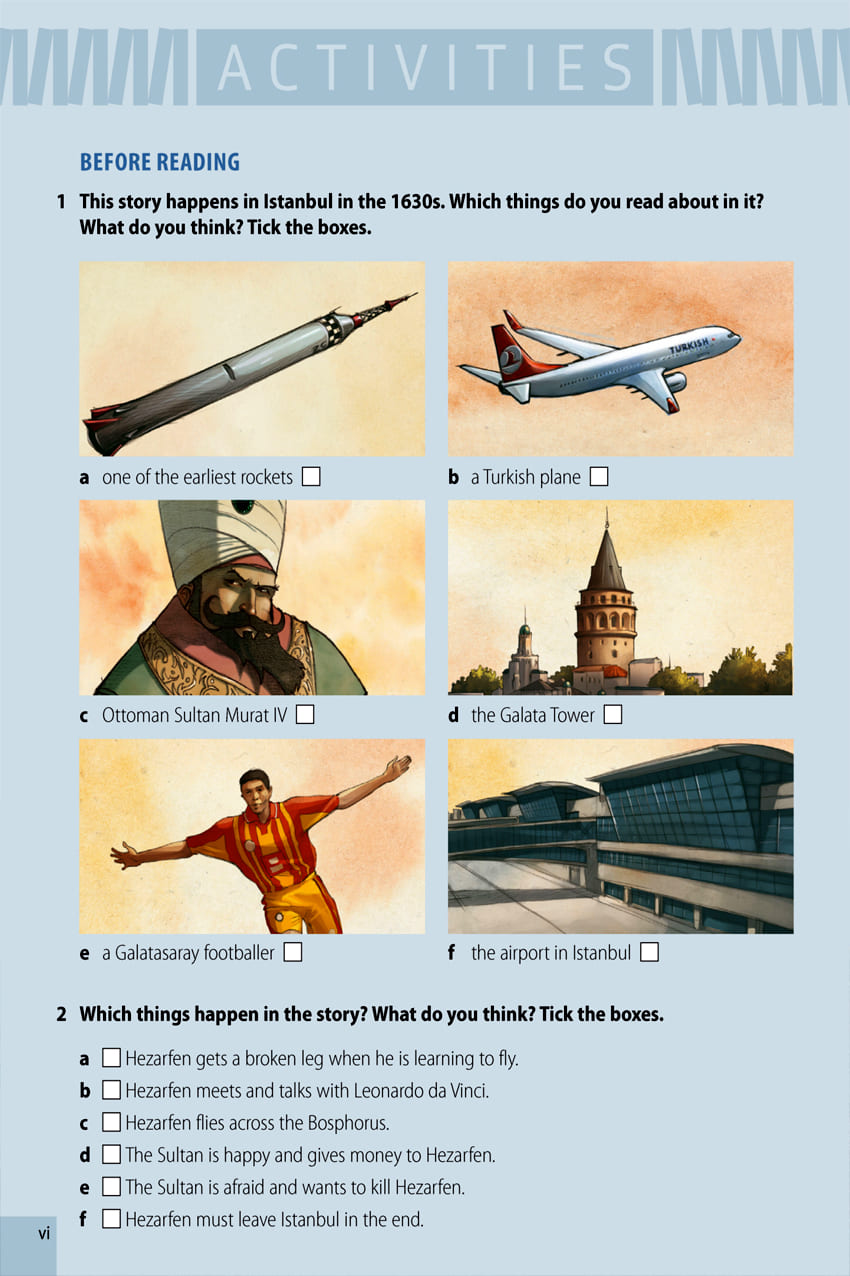 ACTIVITIES
BEFORE READING
1 This story happens in Istanbul in the 1630s. Which things do you read about in it?
What do you think? Tick the boxes.
TURKISH
a one of the earliest rockets
b a Turkish plane
c Ottoman Sultan Murat IV
d the Galata Tower
e a Galatasaray footballer
f the airport in Istanbul
2 Which things happen in the story? What do you think? Tick the boxes.
a Hezarfen gets a broken leg when he is learning to fly.
b Hezarfen meets and talks with Leonardo da Vinci.
c Hezarfen flies across the Bosphorus.
d The Sultan is happy and gives money to Hezarfen.
e The Sultan is afraid and wants to kill Hezarfen.
f Hezarfen must leave Istanbul in the end.
vi